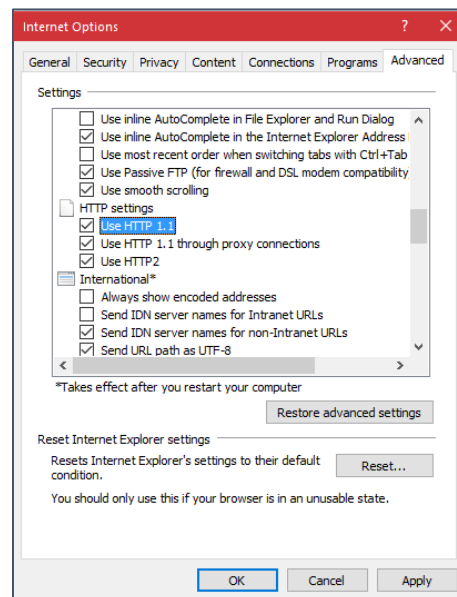 Internet Options
? X
General Security Privacy Content Connections Programs Advanced
Settings
Use inline AutoComplete in File Explorer and Run Dialog
Use inline AutoComplete in the Internet Explorer Address
Use most recent order when switching tabs with Ctrl+Tab
Use Passive FTP (for firewall and DSL modem compatibility)
Use smooth scrolling
HTTP settings
Use HTTP 1.1
Use HTTP 1.1 through proxy connections
Use HTTP2
International*
Always show encoded addresses
Send IDN server names for Intranet URLs
Send IDN server names for non-Intranet URLs
Send URL path as UTF-8
*Takes effect after you restart your computer
Restore advanced settings
Reset Internet Explorer settings
Resets Internet Explorer's settings to their default
condition.
Reset...
You should only use this if your browser is in an unusable state.
OK Cancel Apply